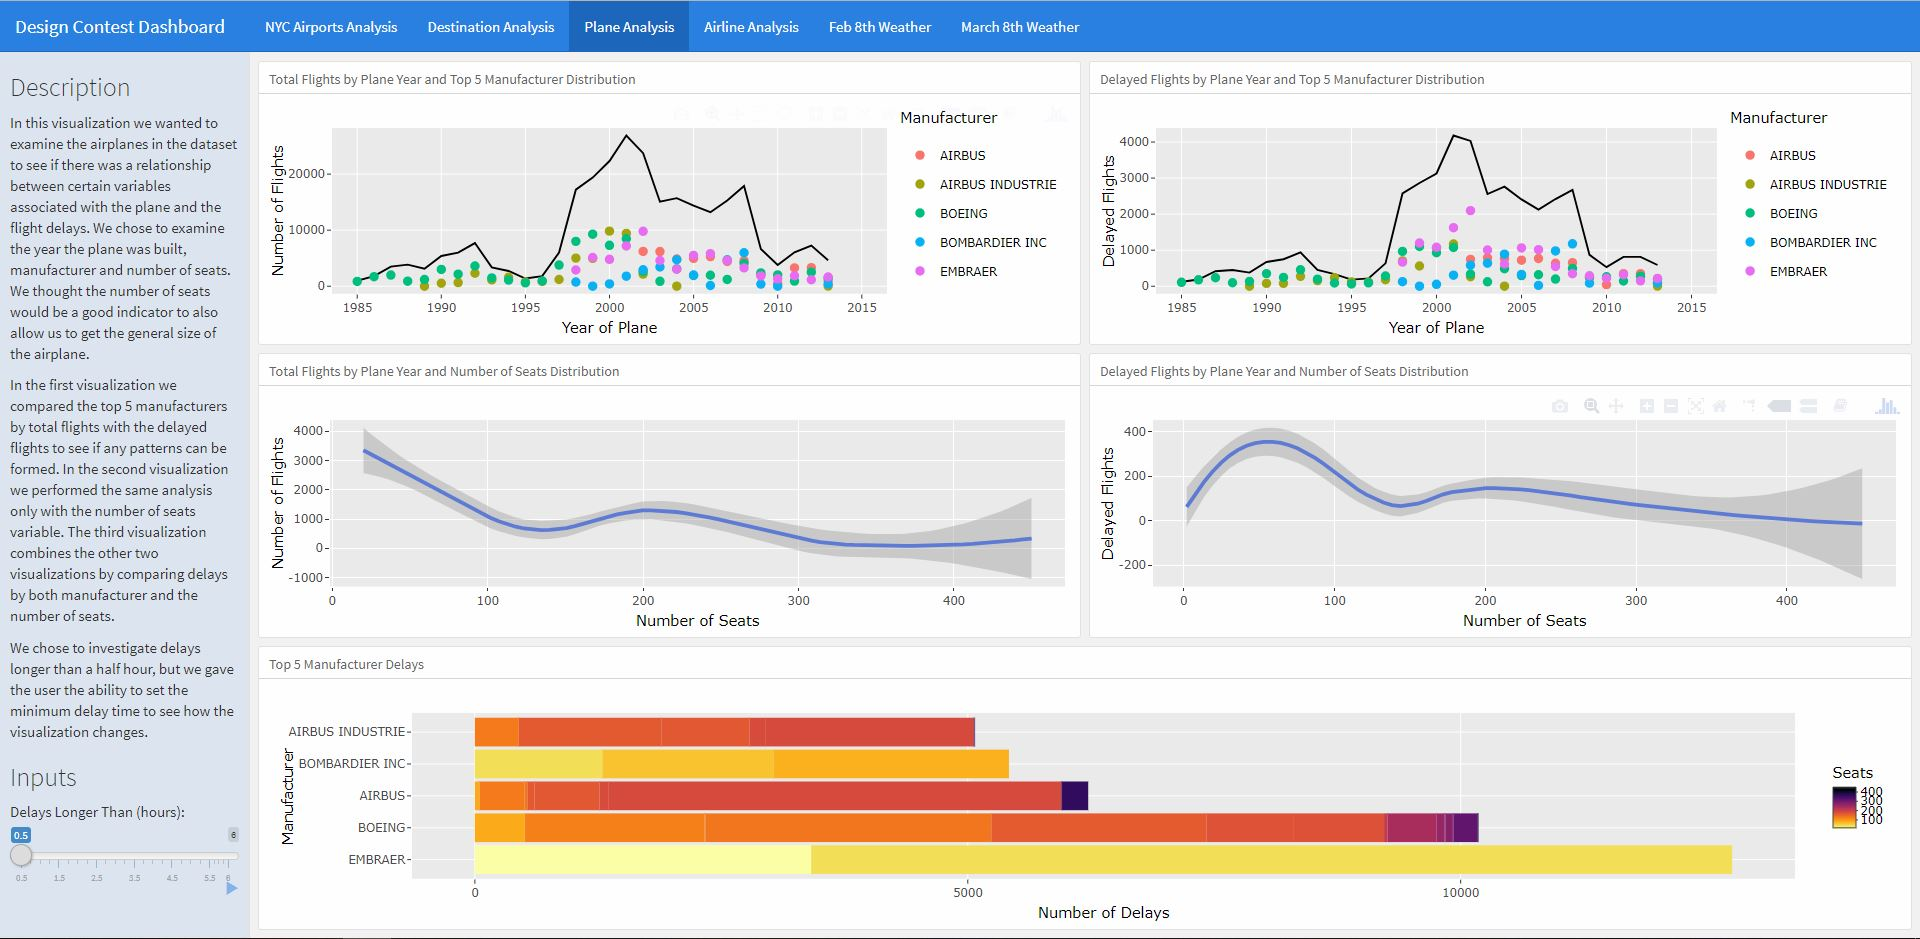 Design Contest Dashboard
NYC Airports Analysis
Destination Analysis
Plane Analysis
Airline Analysis
Feb 8th Weather
March 8th Weather
Description
In this visualization we wanted to
examine the airplanes in the dataset
to see if there was a relationship
between certain variables
associated with the plane and the
flight delays. We chose to examine
the year the plane was built,
manufacturer and number of seats.
We thought the number of seats
would be a good indicator to also
allow us to get the general size of
the airplane.
In the first visualization we
compared the top 5 manufacturers
by total flights with the delayed
flights to see if any patterns can be
formed. In the second visualization
we performed the same analysis
only with the number of seats
variable. The third visualization
combines the other two
visualizations by comparing delays
by both manufacturer and the
number of seats.
We chose to investigate delays
longer than a half hour, but we gave
the user the ability to set the
minimum delay time to see how the
visualization changes.
Inputs
Delays Longer Than (hours):
0.5
6
0.5 1.5 2.5 3.5 4.5 5.5 6
Total Flights by Plane Year and Top 5 Manufacturer Distribution
Number of Flights
20000
10000
0
1985 1990 1995 2000 2005 2010 2015
Year of Plane
Manufacturer
AIRBUS
AIRBUS INDUSTRIE
BOEING
BOMBARDIER INC
EMBRAER
Delayed Flights by Plane Year and Top 5 Manufacturer Distribution
Delayed Flights
4000
3000
2000
1000
0
1985 1990 1995 2000 2005 2010 2015
Year of Plane
Manufacturer
AIRBUS
AIRBUS INDUSTRIE
BOEING
BOMBARDIER INC
EMBRAER
Total Flights by Plane Year and Number of Seats Distribution
Number of Flights
4000
3000
2000
1000
0
-1000
0 100 200 300 400
Number of Seats
Delayed Flights by Plane Year and Number of Seats Distribution
Delayed Flights
400
200
0
-200
0 100 200 300 400
Number of Seats
Top 5 Manufacturer Delays
Manufacturer
AIRBUS INDUSTRIE
BOMBARDIER INC
AIRBUS
BOEING
EMBRAER
0 5000 10000
Number of Delays
Seats
400
300
200
100